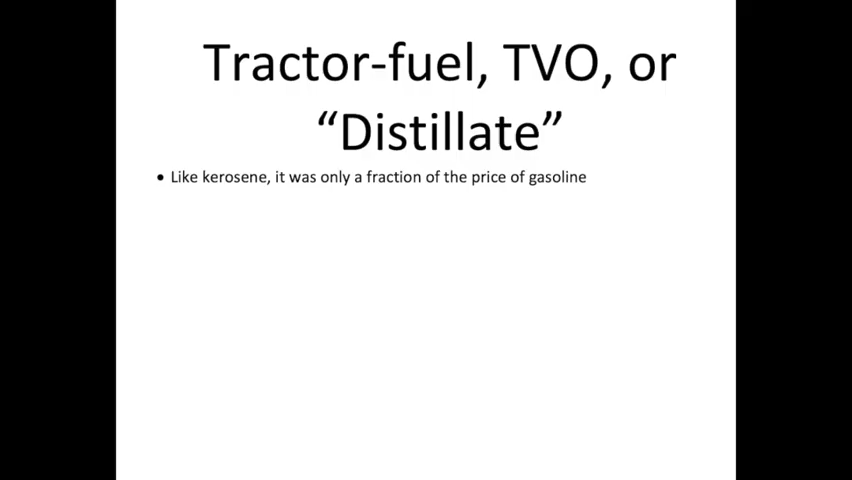 Tractor-fuel, TVO, or
“Distillate”
• Like kerosene, it was only a fraction of the price of gasoline